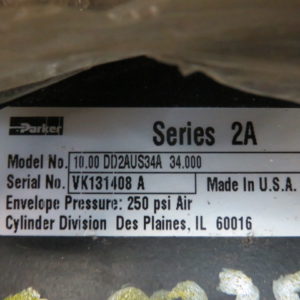 Parker
Series 2A
Model No. 10.00 DD2AUS34A 34.000
Serial No. VK131408 A Made In U.S.A.
Envelope Pressure: 250 psi Air
Cylinder Division Des Plaines, IL 60016